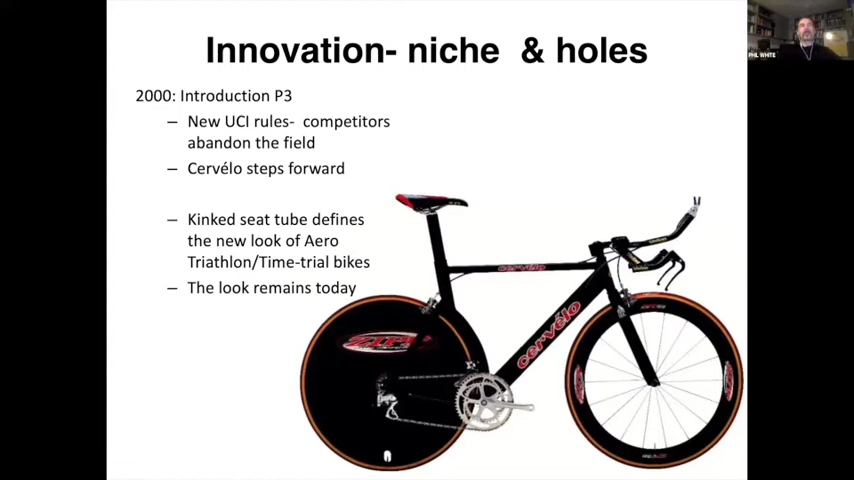 Innovation- niche & holes
PHL WHITE
2000: Introduction P3
– New UCI rules- competitors
abandon the field
– Cervélo steps forward
– Kinked seat tube defines
the new look of Aero
Triathlon/Time-trial bikes
– The look remains today
cervélo
cervélo
ZIPP